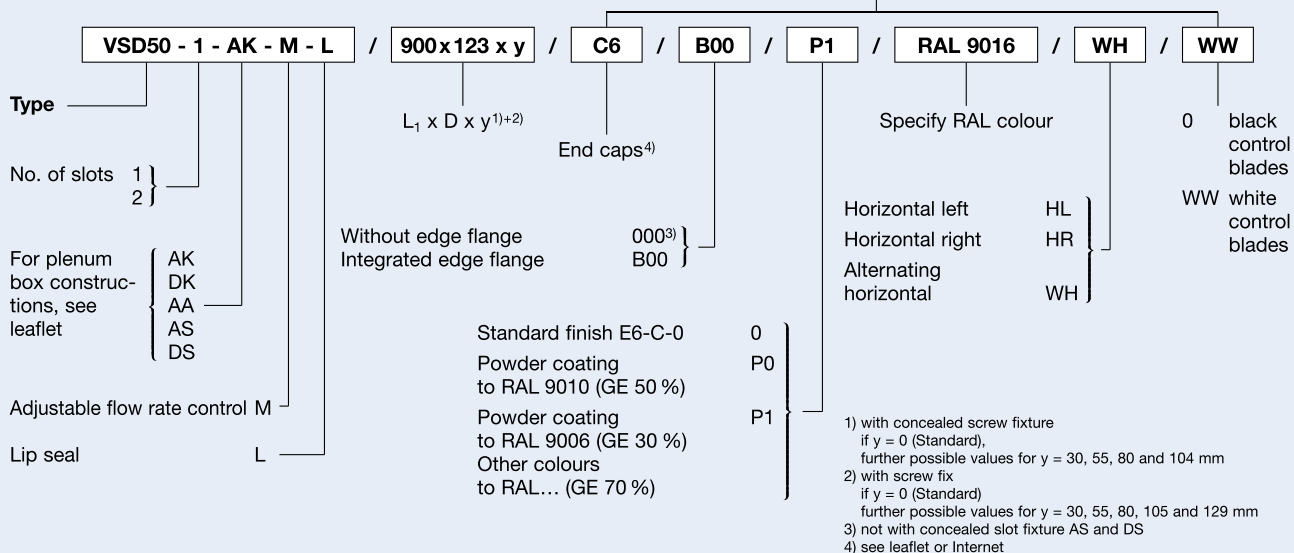 VSD50 - 1 - AK - M - L / 900x123 x y / C6 / B00 / P1 / RAL 9016 / WH / WW
Type
L1 x D x y1)+2)
End caps4)
Specify RAL colour
0 black
control
blades
WW white
control
blades
No. of slots 1
2
Without edge flange 0003)
Integrated edge flange B00
Horizontal left HL
Horizontal right HR
Alternating
horizontal WH
For plenum
box construc-
tions, see
leaflet
AK
DK
AA
AS
DS
Standard finish E6-C-0 0
Powder coating P0
to RAL 9010 (GE 50 %)
Powder coating P1
to RAL 9006 (GE 30 %)
Other colours
to RAL... (GE 70 %)
Adjustable flow rate control M
Lip seal L
1) with concealed screw fixture
if y = 0 (Standard),
further possible values for y = 30, 55, 80 and 104 mm
2) with screw fix
if y = 0 (Standard)
further possible values for y = 30, 55, 80, 105 and 129 mm
3) not with concealed slot fixture AS and DS
4) see leaflet or Internet